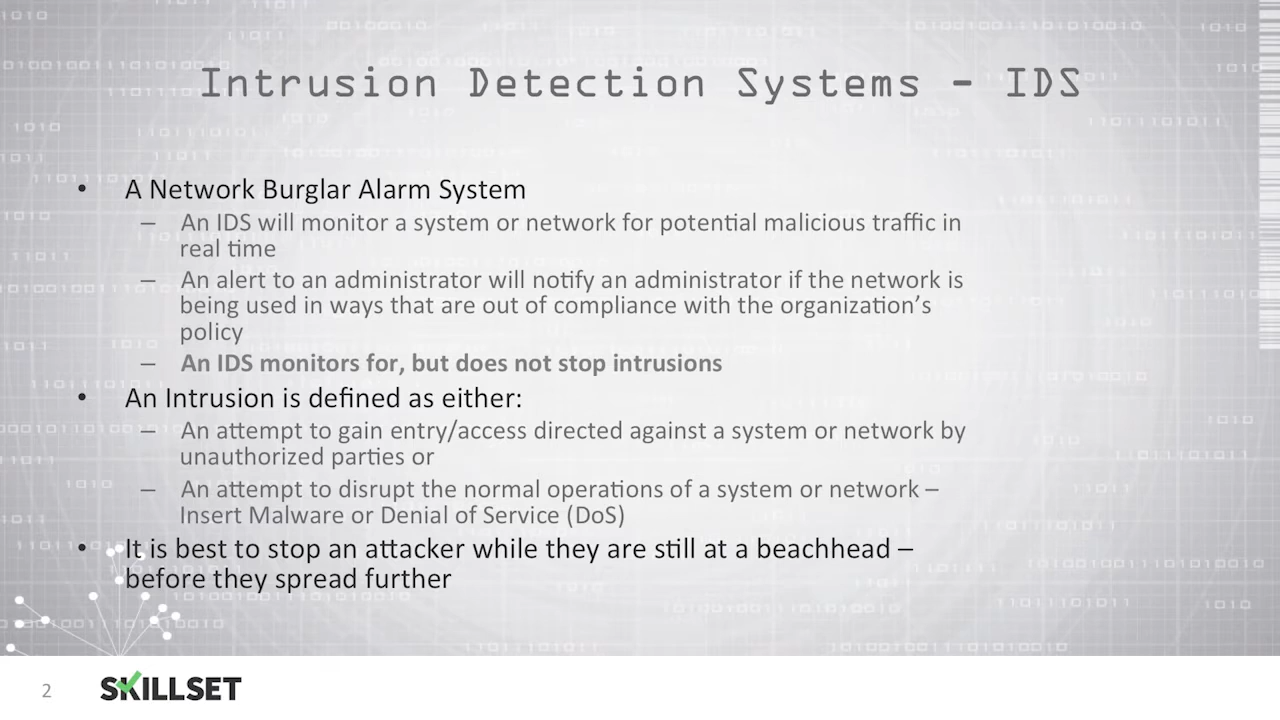 Intrusion Detection Systems - IDS
• A Network Burglar Alarm System
– An IDS will monitor a system or network for potential malicious traffic in
real time
– An alert to an administrator will notify an administrator if the network is
being used in ways that are out of compliance with the organization’s
policy
– An IDS monitors for, but does not stop intrusions
• An Intrusion is defined as either:
– An attempt to gain entry/access directed against a system or network by
unauthorized parties or
– An attempt to disrupt the normal operations of a system or network –
Insert Malware or Denial of Service (DoS)
• It is best to stop an attacker while they are still at a beachhead –
before they spread further
2
SKILLSET